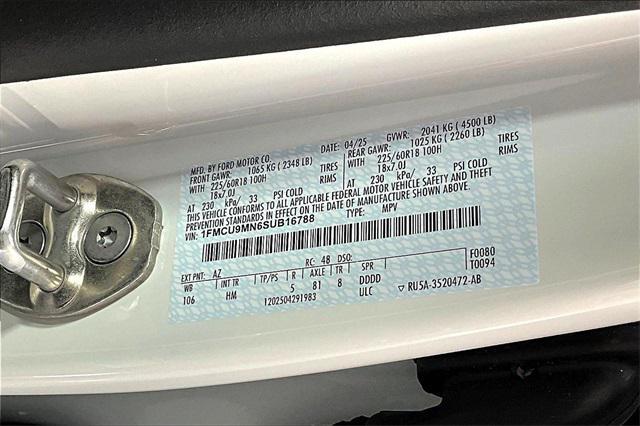 MFD. BY FORD MOTOR CO.
DATE: 04/25 GVWR: 2041 KG ( 4500 LB)
FRONT GAWR: 1065 KG ( 2348 LB) REAR GAWR: 1025 KG ( 2260 LB)
WITH 225/60R18 100H TIRES WITH 225/60R18 100H TIRES
18x7.0J RIMS 18x7.0J RIMS
AT 230 kPa/ 33 PSI COLD AT 230 kPa/ 33 PSI COLD
THIS VEHICLE CONFORMS TO ALL APPLICABLE FEDERAL MOTOR VEHICLE SAFETY AND THEFT
PREVENTION STANDARDS IN EFFECT ON THE DATE OF MANUFACTURE SHOWN ABOVE.
1FMCU9MN6SUB16788 TYPE: MPV
F0080
T0094
EXT PNT: AZ RC: 48 DSO:
WB INT TR TP/PS R AXLE TR SPR
106 HM 5 81 8 DDDD
ULC
1202504291983
▽ RU5A-3520472-AB